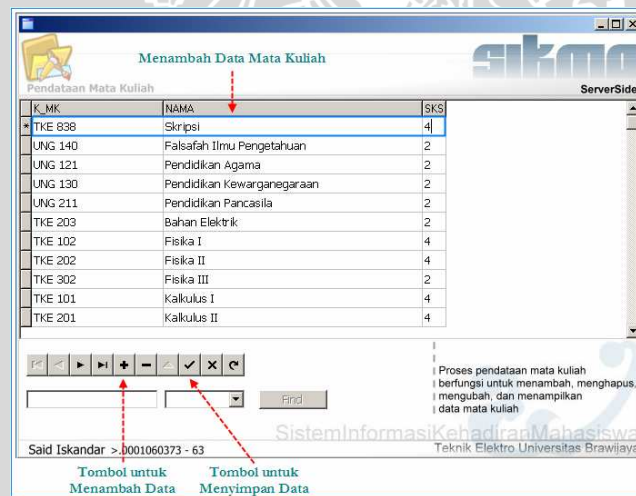 Menambah Data Mata Kuliah
sikma
Pendataan Mata Kuliah
ServerSide
K_MK NAMA SKS
* TKE 838 Skripsi 4
UNG 140 Falsafah Ilmu Pengetahuan 2
UNG 121 Pendidikan Agama 2
UNG 130 Pendidikan Kewarganegaraan 2
UNG 211 Pendidikan Pancasila 2
TKE 203 Bahan Elektrik 2
TKE 102 Fisika I 4
TKE 202 Fisika II 4
TKE 302 Fisika III 2
TKE 101 Kalkulus I 4
TKE 201 Kalkulus II 4
Find
Proses pendataan mata kuliah
berfungsi untuk menambah, menghapus,
mengubah, dan menampilkan
data mata kuliah
SistemInformasiKehadiranMahasiswa
Said Iskandar >.0001060373 - 63
Teknik Elektro Universitas Brawijaya
Tombol untuk
Menambah Data
Tombol untuk
Menyimpan Data